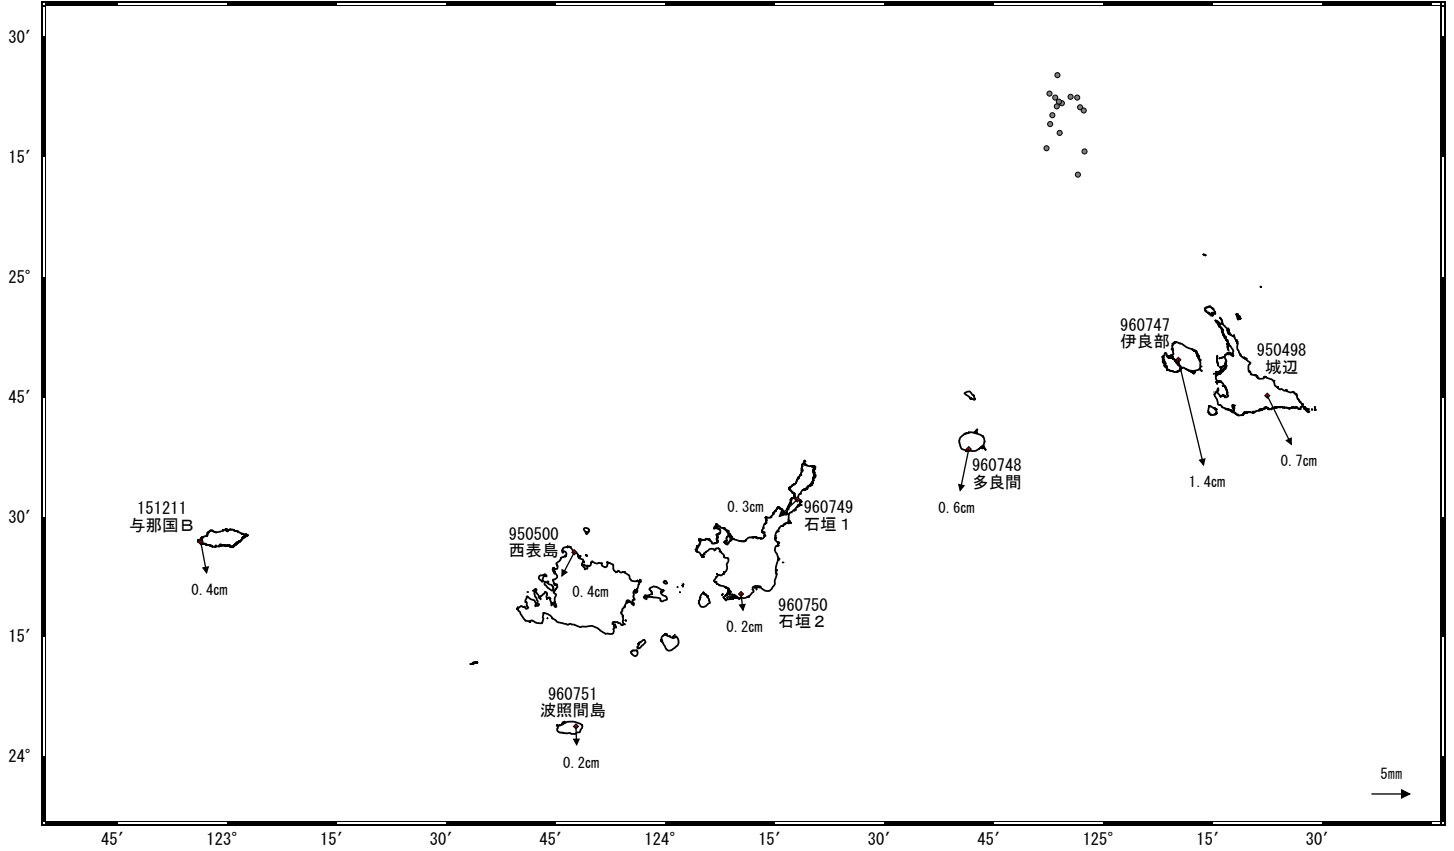 30′
15′
25°
45′
30′
15′
24°
960747
伊良部
950498
城辺
0.7cm
1.4cm
960748
多良間
0.6cm
0.3cm
960749
石垣１
151211
与那国Ｂ
0.4cm
950500
西表島
0.4cm
960750
石垣２
0.2cm
960751
波照間島
0.2cm
5mm
45′
123°
15′
30′
45′
124°
15′
30′
45′
125°
15′
30′